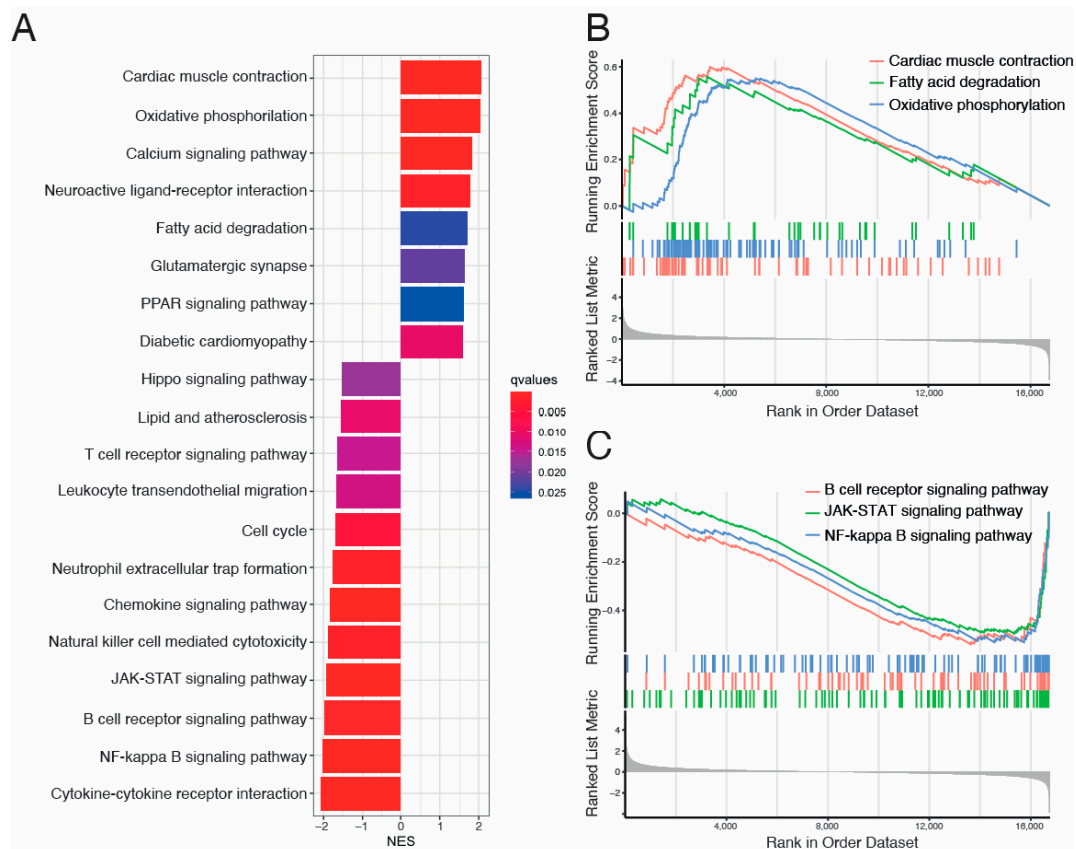 A
Cardiac muscle contraction
Oxidative phosphorilation
Calcium signaling pathway
Neuroactive ligand-receptor interaction
Fatty acid degradation
Glutamatergic synapse
PPAR signaling pathway
Diabetic cardiomyopathy
Hippo signaling pathway
Lipid and atherosclerosis
T cell receptor signaling pathway
Leukocyte transendothelial migration
Cell cycle
Neutrophil extracellular trap formation
Chemokine signaling pathway
Natural killer cell mediated cytotoxicity
JAK-STAT signaling pathway
B cell receptor signaling pathway
NF-kappa B signaling pathway
Cytokine-cytokine receptor interaction
−2 −1 0 1 2
NES
qvalues
0.005
0.010
0.015
0.020
0.025
B
Running Enrichment Score
0.6
0.4
0.2
0.0
Cardiac muscle contraction
Fatty acid degradation
Oxidative phosphorylation
Ranked List Metric
4
2
0
−2
−4
4,000 8,000 12,000 16,000
Rank in Order Dataset
C
Running Enrichment Score
0.0
−0.4
B cell receptor signaling pathway
JAK-STAT signaling pathway
NF-kappa B signaling pathway
Ranked List Metric
4
2
0
−2
−4
4,000 8,000 12,000 16,000
Rank in Order Dataset